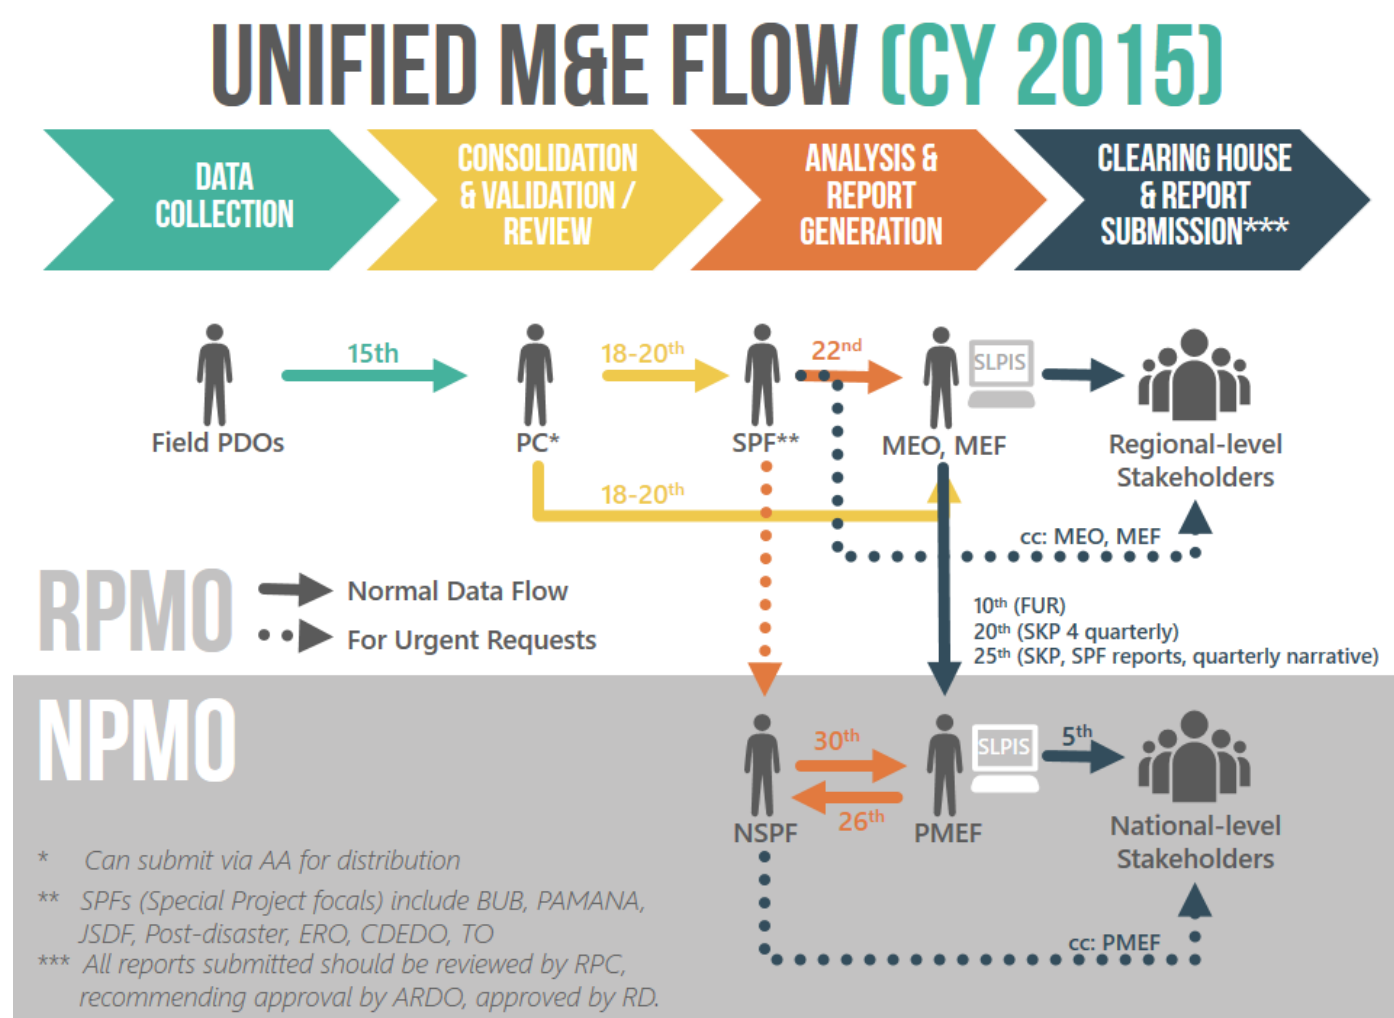 UNIFIED M&E FLOW (CY 2015)
DATA
COLLECTION
CONSOLIDATION
& VALIDATION /
REVIEW
ANALYSIS &
REPORT
GENERATION
CLEARING HOUSE
& REPORT
SUBMISSION***
15th
18-20th
22nd
SLPIS
Field PDOs
PC*
SPF**
MEO, MEF
Regional-level
Stakeholders
18-20th
cc: MEO, MEF
RPMO
Normal Data Flow
For Urgent Requests
10th (FUR)
20th (SKP 4 quarterly)
25th (SKP, SPF reports, quarterly narrative)
NPMO
30th
26th
SLPIS
5th
NSPF
PMEF
National-level
Stakeholders
cc: PMEF
* Can submit via AA for distribution
** SPFs (Special Project focals) include BUB, PAMANA,
JSDF, Post-disaster, ERO, CDEDO, TO
*** All reports submitted should be reviewed by RPC,
recommending approval by ARDO, approved by RD.